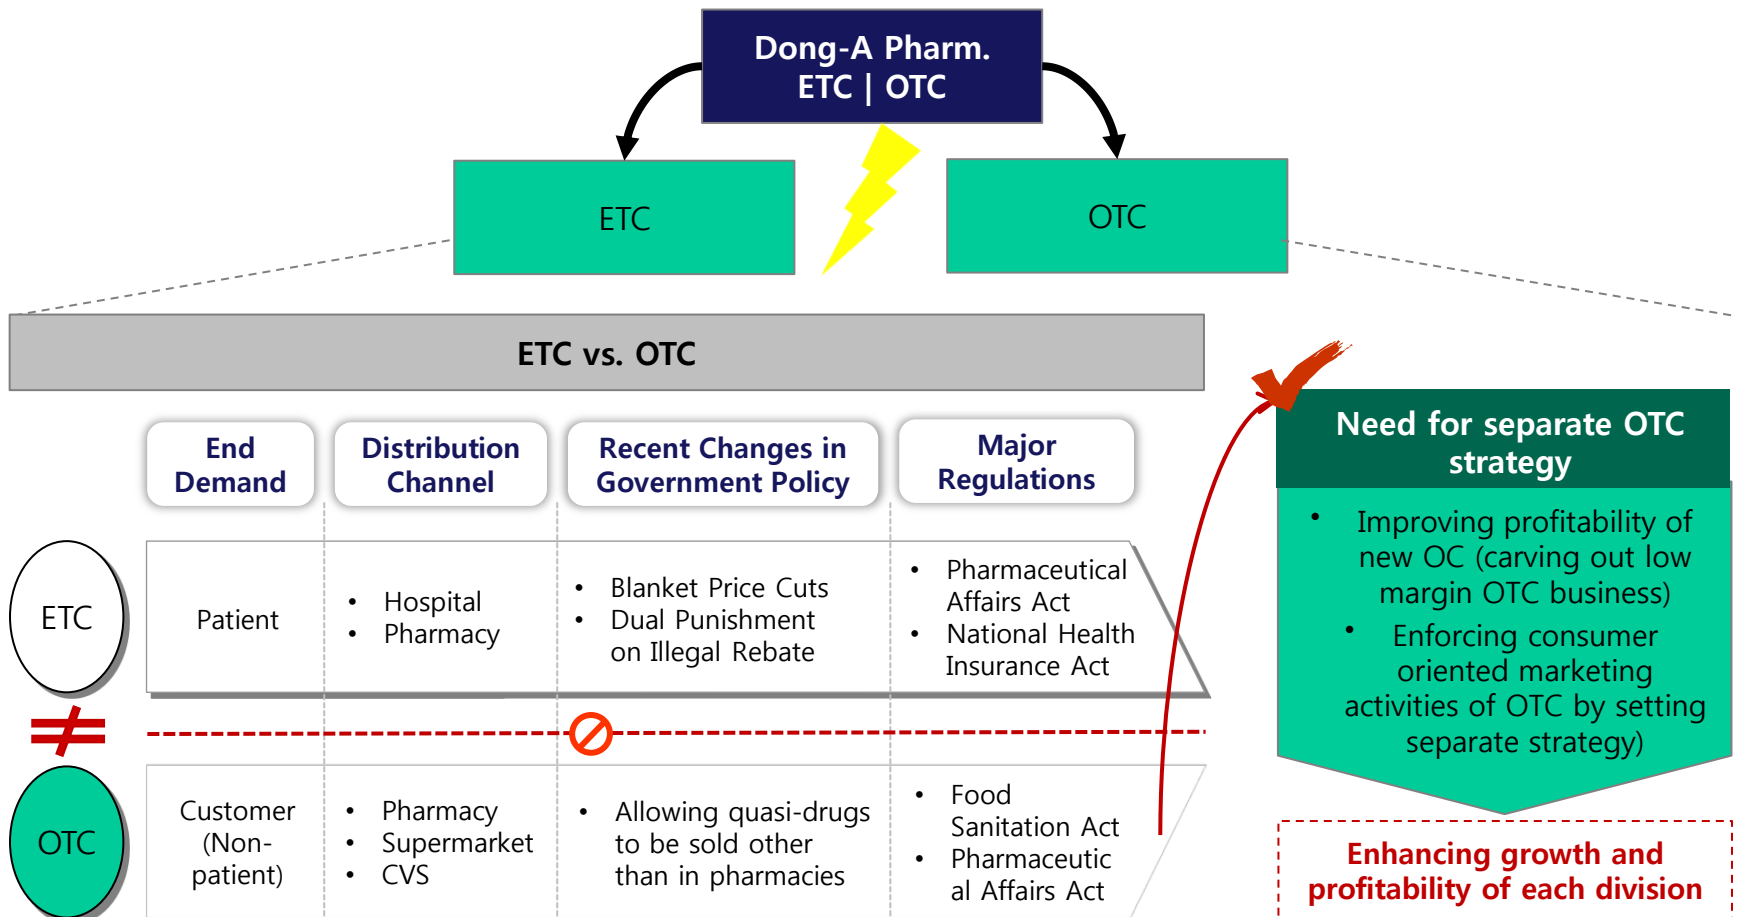 Dong-A Pharm.
ETC | OTC
ETC
OTC
ETC vs. OTC
End
Demand
Distribution
Channel
Recent Changes in
Government Policy
Major
Regulations
ETC
Patient
• Hospital
• Pharmacy
• Blanket Price Cuts
• Dual Punishment
on Illegal Rebate
• Pharmaceutical
Affairs Act
• National Health
Insurance Act
≠
OTC
Customer
(Non-
patient)
• Pharmacy
• Supermarket
• CVS
• Allowing quasi-drugs
to be sold other
than in pharmacies
• Food
Sanitation Act
• Pharmaceutic
al Affairs Act
Need for separate OTC
strategy
• Improving profitability of
new OC (carving out low
margin OTC business)
• Enforcing consumer
oriented marketing
activities of OTC by setting
separate strategy)
Enhancing growth and
profitability of each division